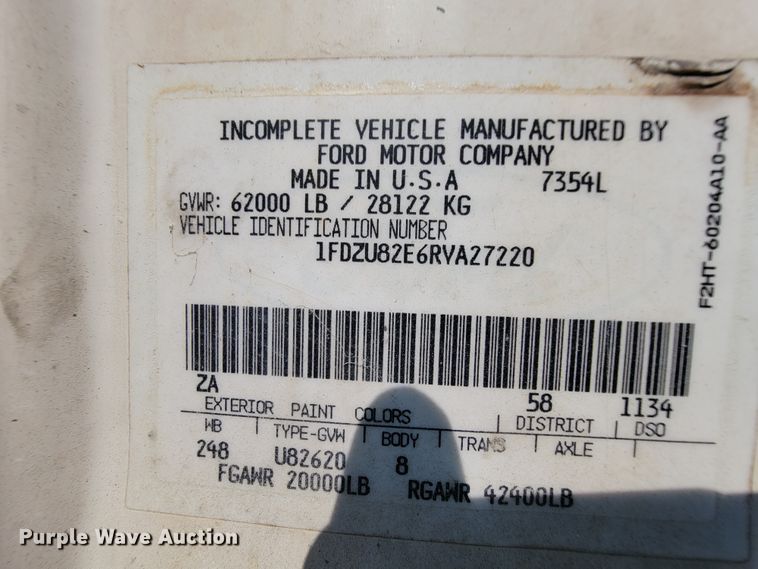 INCOMPLETE VEHICLE MANUFACTURED BY
FORD MOTOR COMPANY
MADE IN U.S.A 7354L
GVWR: 62000 LB / 28122 KG
VEHICLE IDENTIFICATION NUMBER
1FDZU82E6RVA27220
F2HT-60204A10-AA
ZA 58 1134
EXTERIOR PAINT COLORS DISTRICT DSO
WB TYPE-GVW BODY TRANS AXLE
248 U82620 8
FGAWR 20000LB RGAWR 42400LB
Purple Wave Auction